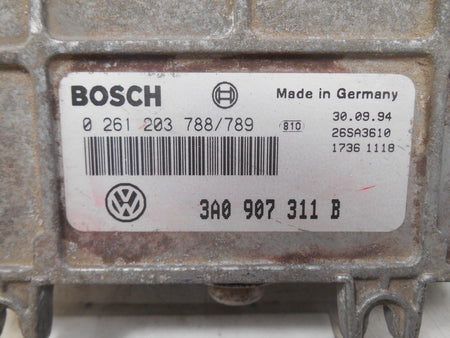 BOSCH
Made in Germany
0 261 203 788/789
810
30.09.94
26SA3610
1736 1118
3A0 907 311 B